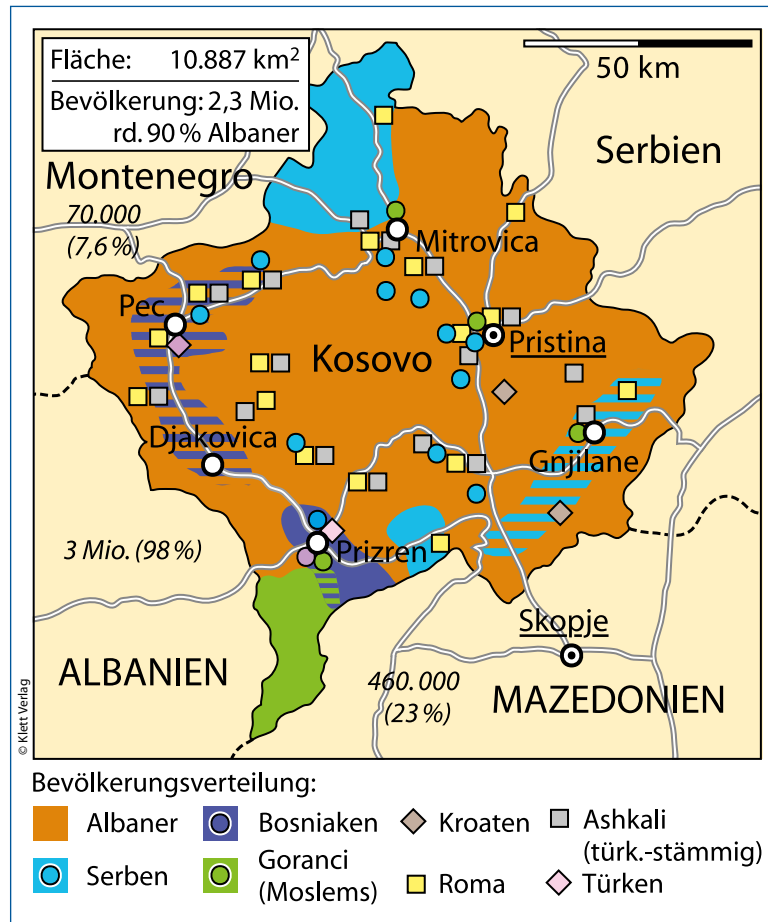 Fläche: 10.887 km²
Bevölkerung: 2,3 Mio.
rd. 90 % Albaner
50 km
Serbien
Montenegro
70.000
(7,6 %)
Mitrovica
Pec
Kosovo
Pristina
Djakovica
Gnjilane
3 Mio. (98 %)
Prizren
Skopje
ALBANIEN
460.000
(23 %)
MAZEDONIEN
© Klett Verlag
Bevölkerungsverteilung:
Albaner
Bosniaken
Kroaten
Ashkali
(türk.-stämmig)
Serben
Goranci
(Moslems)
Roma
Türken